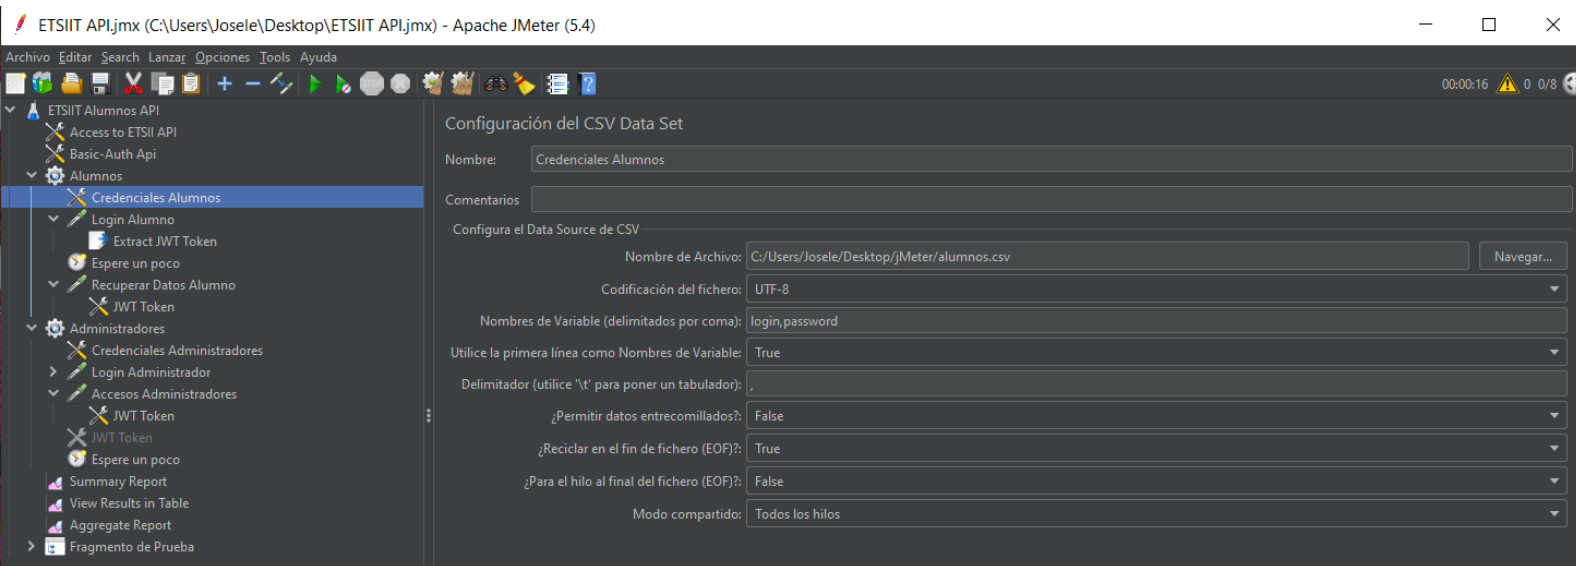 ETSIIT API.jmx (C:\Users\Josele\Desktop\ETSIIT API.jmx) - Apache JMeter (5.4)
Archivo Editar Search Lanzar Opciones Tools Ayuda
00:00:16 0 0/8
ETSIIT Alumnos API
Access to ETSII API
Basic-Auth Api
Alumnos
Credenciales Alumnos
Login Alumno
Extract JWT Token
Espere un poco
Recuperar Datos Alumno
JWT Token
Administradores
Credenciales Administradores
Login Administrador
Accesos Administradores
JWT Token
JWT Token
Espere un poco
Summary Report
View Results in Table
Aggregate Report
Fragmento de Prueba
Configuración del CSV Data Set
Nombre: Credenciales Alumnos
Comentarios
Configura el Data Source de CSV
Nombre de Archivo: C:/Users/Josele/Desktop/jMeter/alumnos.csv Navegar...
Codificación del fichero: UTF-8
Nombres de Variable (delimitados por coma): login,password
Utilice la primera línea como Nombres de Variable: True
Delimitador (utilice '\t' para poner un tabulador): ,
¿Permitir datos entrecomillados?: False
¿Reciclar en el fin de fichero (EOF)?: True
¿Para el hilo al final del fichero (EOF)?: False
Modo compartido: Todos los hilos